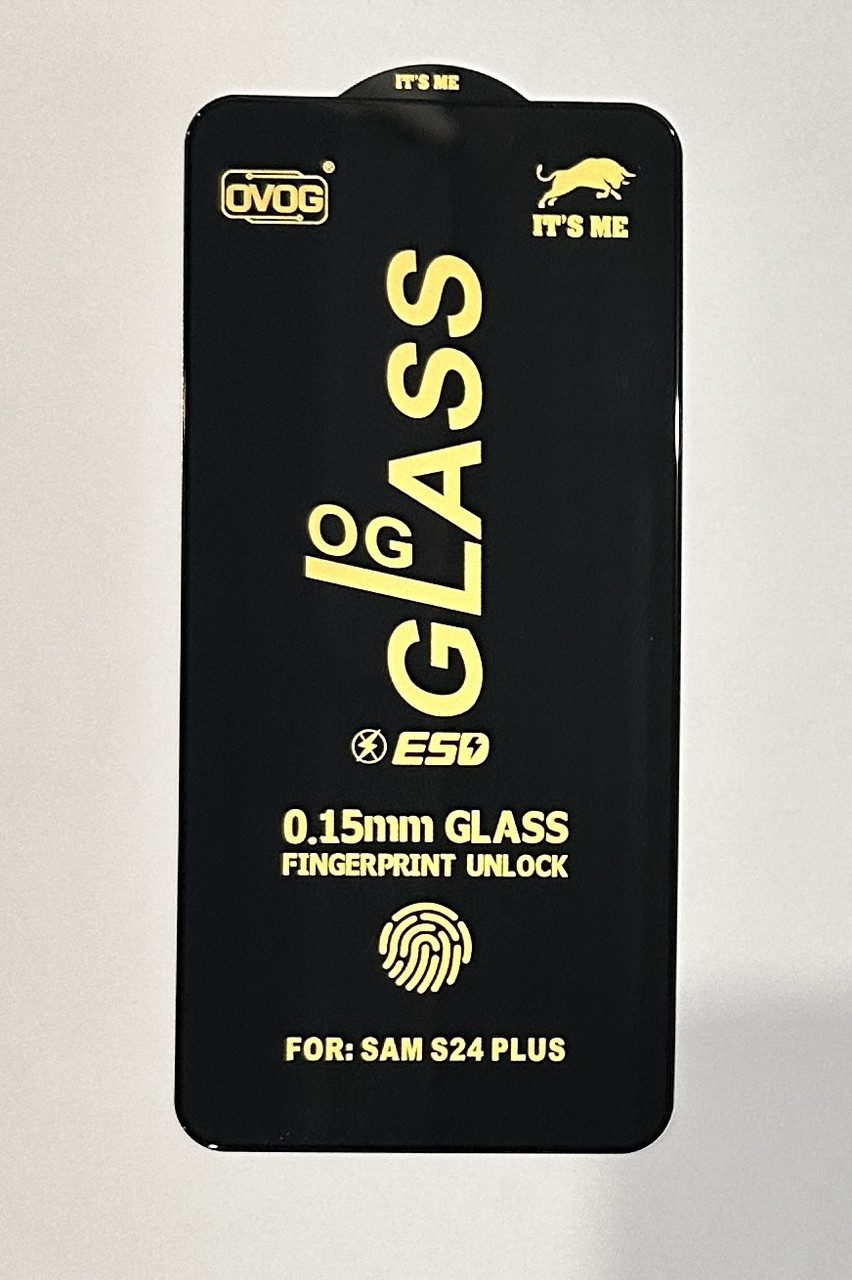 IT'S ME
OVOG®
IT'S ME
OG
GLASS
ESD
0.15mm GLASS
FINGERPRINT UNLOCK
FOR: SAM S24 PLUS